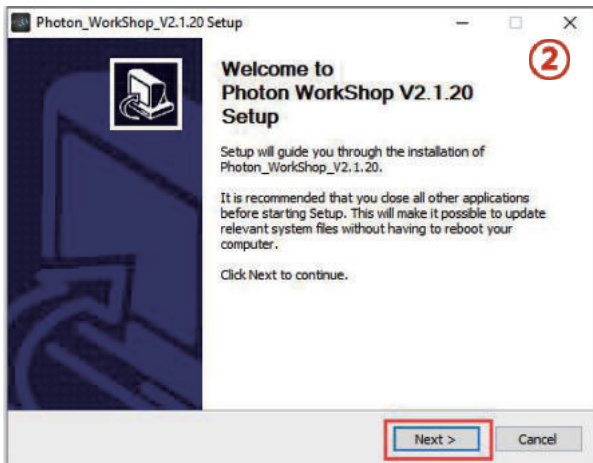 Photon_WorkShop_V2.1.20 Setup
②
Welcome to
Photon WorkShop V2.1.20
Setup
Setup will guide you through the installation of
Photon_WorkShop_V2.1.20.
It is recommended that you close all other applications
before starting Setup. This will make it possible to update
relevant system files without having to reboot your
computer.
Click Next to continue.
Next >
Cancel